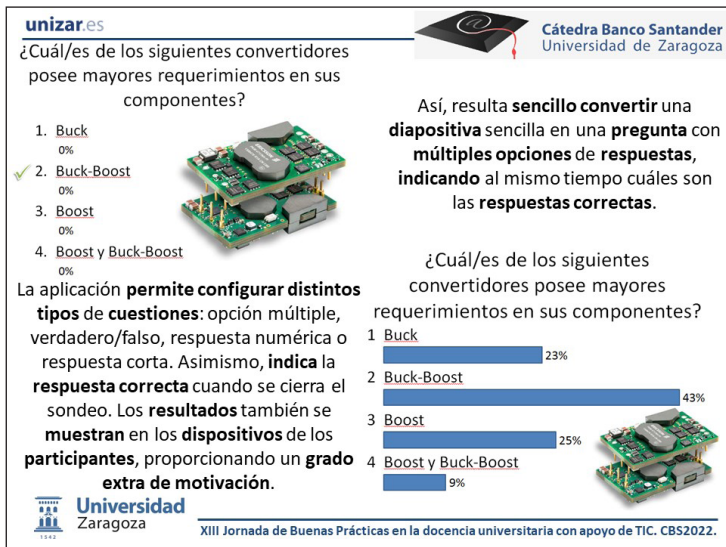 unizar.es
Cátedra Banco Santander
Universidad de Zaragoza
¿Cuál/es de los siguientes convertidores
posee mayores requerimientos en sus
componentes?
1. Buck
0%
2. Buck-Boost
0%
3. Boost
0%
4. Boost y Buck-Boost
0%
La aplicación permite configurar distintos
tipos de cuestiones: opción múltiple,
verdadero/falso, respuesta numérica o
respuesta corta. Asimismo, indica la
respuesta correcta cuando se cierra el
sondeo. Los resultados también se
muestran en los dispositivos de los
participantes, proporcionando un grado
extra de motivación.
Así, resulta sencillo convertir una
diapositiva sencilla en una pregunta con
múltiples opciones de respuestas,
indicando al mismo tiempo cuáles son
las respuestas correctas.
¿Cuál/es de los siguientes
convertidores posee mayores
requerimientos en sus componentes?
1 Buck
23%
2 Buck-Boost
43%
3 Boost
25%
4 Boost y Buck-Boost
9%
Universidad
Zaragoza
1542
XIII Jornada de Buenas Prácticas en la docencia universitaria con apoyo de TIC. CBS2022.